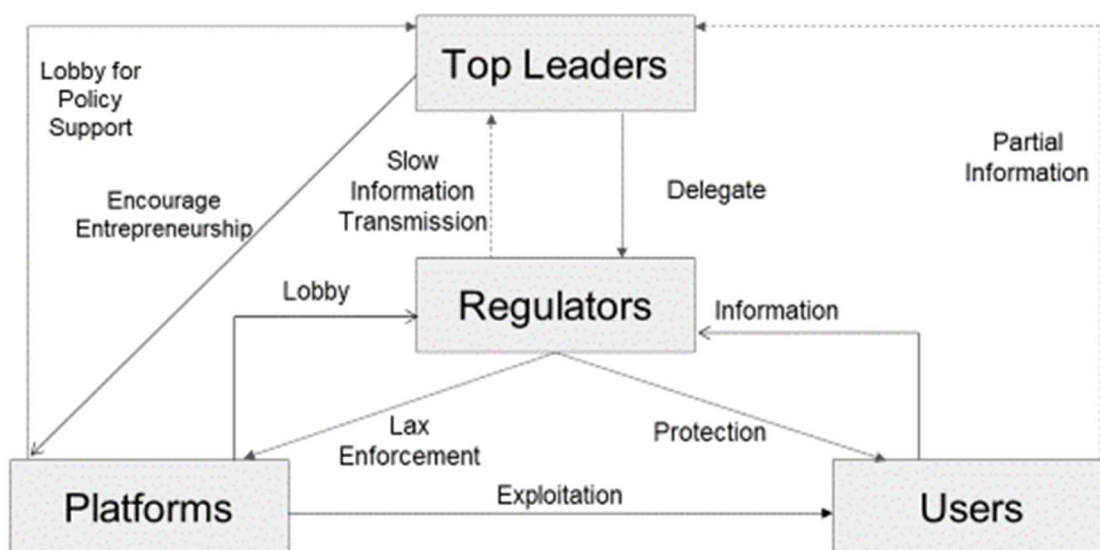 Top Leaders
Lobby for
Policy
Support
Partial
Information
Slow
Information
Transmission
Delegate
Encourage
Entrepreneurship
Lobby
Regulators
Information
Lax
Enforcement
Protection
Platforms
Exploitation
Users